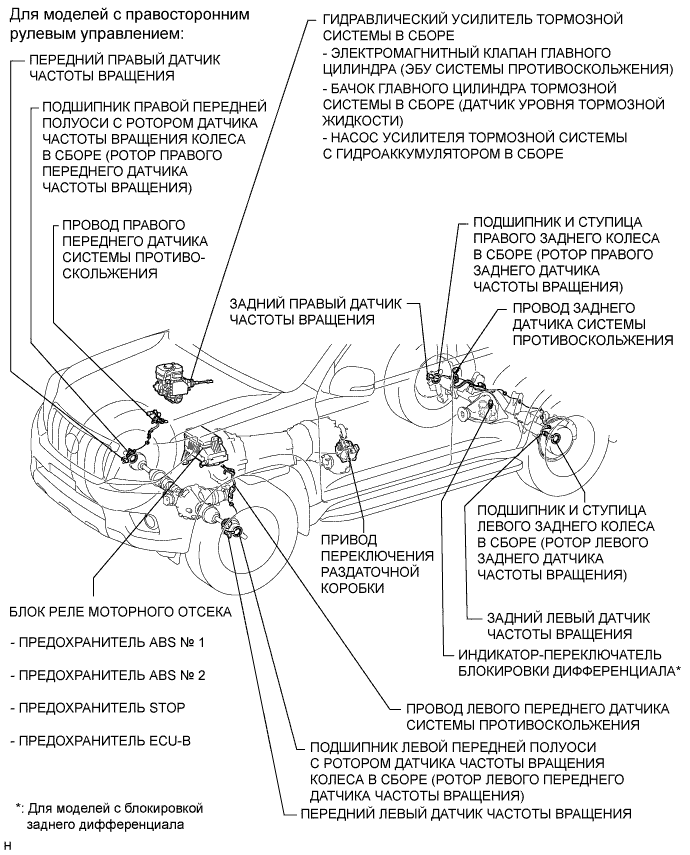 Для моделей с правосторонним
рулевым управлением:
ПЕРЕДНИЙ ПРАВЫЙ ДАТЧИК
ЧАСТОТЫ ВРАЩЕНИЯ
ПОДШИПНИК ПРАВОЙ ПЕРЕДНЕЙ
ПОЛУОСИ С РОТОРОМ ДАТЧИКА
ЧАСТОТЫ ВРАЩЕНИЯ КОЛЕСА
В СБОРЕ (РОТОР ПРАВОГО
ПЕРЕДНЕГО ДАТЧИКА
ЧАСТОТЫ ВРАЩЕНИЯ)
ПРОВОД ПРАВОГО
ПЕРЕДНЕГО ДАТЧИКА
СИСТЕМЫ ПРОТИВО-
СКОЛЬЖЕНИЯ
ГИДРАВЛИЧЕСКИЙ УСИЛИТЕЛЬ ТОРМОЗНОЙ
СИСТЕМЫ В СБОРЕ
- ЭЛЕКТРОМАГНИТНЫЙ КЛАПАН ГЛАВНОГО
ЦИЛИНДРА (ЭБУ СИСТЕМЫ ПРОТИВОСКОЛЬЖЕНИЯ)
- БАЧОК ГЛАВНОГО ЦИЛИНДРА ТОРМОЗНОЙ
СИСТЕМЫ В СБОРЕ (ДАТЧИК УРОВНЯ ТОРМОЗНОЙ
ЖИДКОСТИ)
- НАСОС УСИЛИТЕЛЯ ТОРМОЗНОЙ СИСТЕМЫ
С ГИДРОАККУМУЛЯТОРОМ В СБОРЕ
ПОДШИПНИК И СТУПИЦА
ПРАВОГО ЗАДНЕГО КОЛЕСА
В СБОРЕ (РОТОР ПРАВОГО
ЗАДНЕГО ДАТЧИКА
ЧАСТОТЫ ВРАЩЕНИЯ)
ЗАДНИЙ ПРАВЫЙ ДАТЧИК
ЧАСТОТЫ ВРАЩЕНИЯ
ПРОВОД ЗАДНЕГО
ДАТЧИКА СИСТЕМЫ
ПРОТИВОСКОЛЬЖЕНИЯ
ПОДШИПНИК И СТУПИЦА
ЛЕВОГО ЗАДНЕГО КОЛЕСА
В СБОРЕ (РОТОР ЛЕВОГО
ЗАДНЕГО ДАТЧИКА
ЧАСТОТЫ ВРАЩЕНИЯ)
ПРИВОД
ПЕРЕКЛЮЧЕНИЯ
РАЗДАТОЧНОЙ
КОРОБКИ
БЛОК РЕЛЕ МОТОРНОГО ОТСЕКА
- ПРЕДОХРАНИТЕЛЬ ABS № 1
- ПРЕДОХРАНИТЕЛЬ ABS № 2
- ПРЕДОХРАНИТЕЛЬ STOP
- ПРЕДОХРАНИТЕЛЬ ECU-B
ЗАДНИЙ ЛЕВЫЙ ДАТЧИК
ЧАСТОТЫ ВРАЩЕНИЯ
ИНДИКАТОР-ПЕРЕКЛЮЧАТЕЛЬ
БЛОКИРОВКИ ДИФФЕРЕНЦИАЛА*
ПРОВОД ЛЕВОГО ПЕРЕДНЕГО ДАТЧИКА
СИСТЕМЫ ПРОТИВОСКОЛЬЖЕНИЯ
ПОДШИПНИК ЛЕВОЙ ПЕРЕДНЕЙ ПОЛУОСИ
С РОТОРОМ ДАТЧИКА ЧАСТОТЫ ВРАЩЕНИЯ
КОЛЕСА В СБОРЕ (РОТОР ЛЕВОГО ПЕРЕДНЕГО
ДАТЧИКА ЧАСТОТЫ ВРАЩЕНИЯ)
ПЕРЕДНИЙ ЛЕВЫЙ ДАТЧИК ЧАСТОТЫ ВРАЩЕНИЯ
*: Для моделей с блокировкой
заднего дифференциала
H